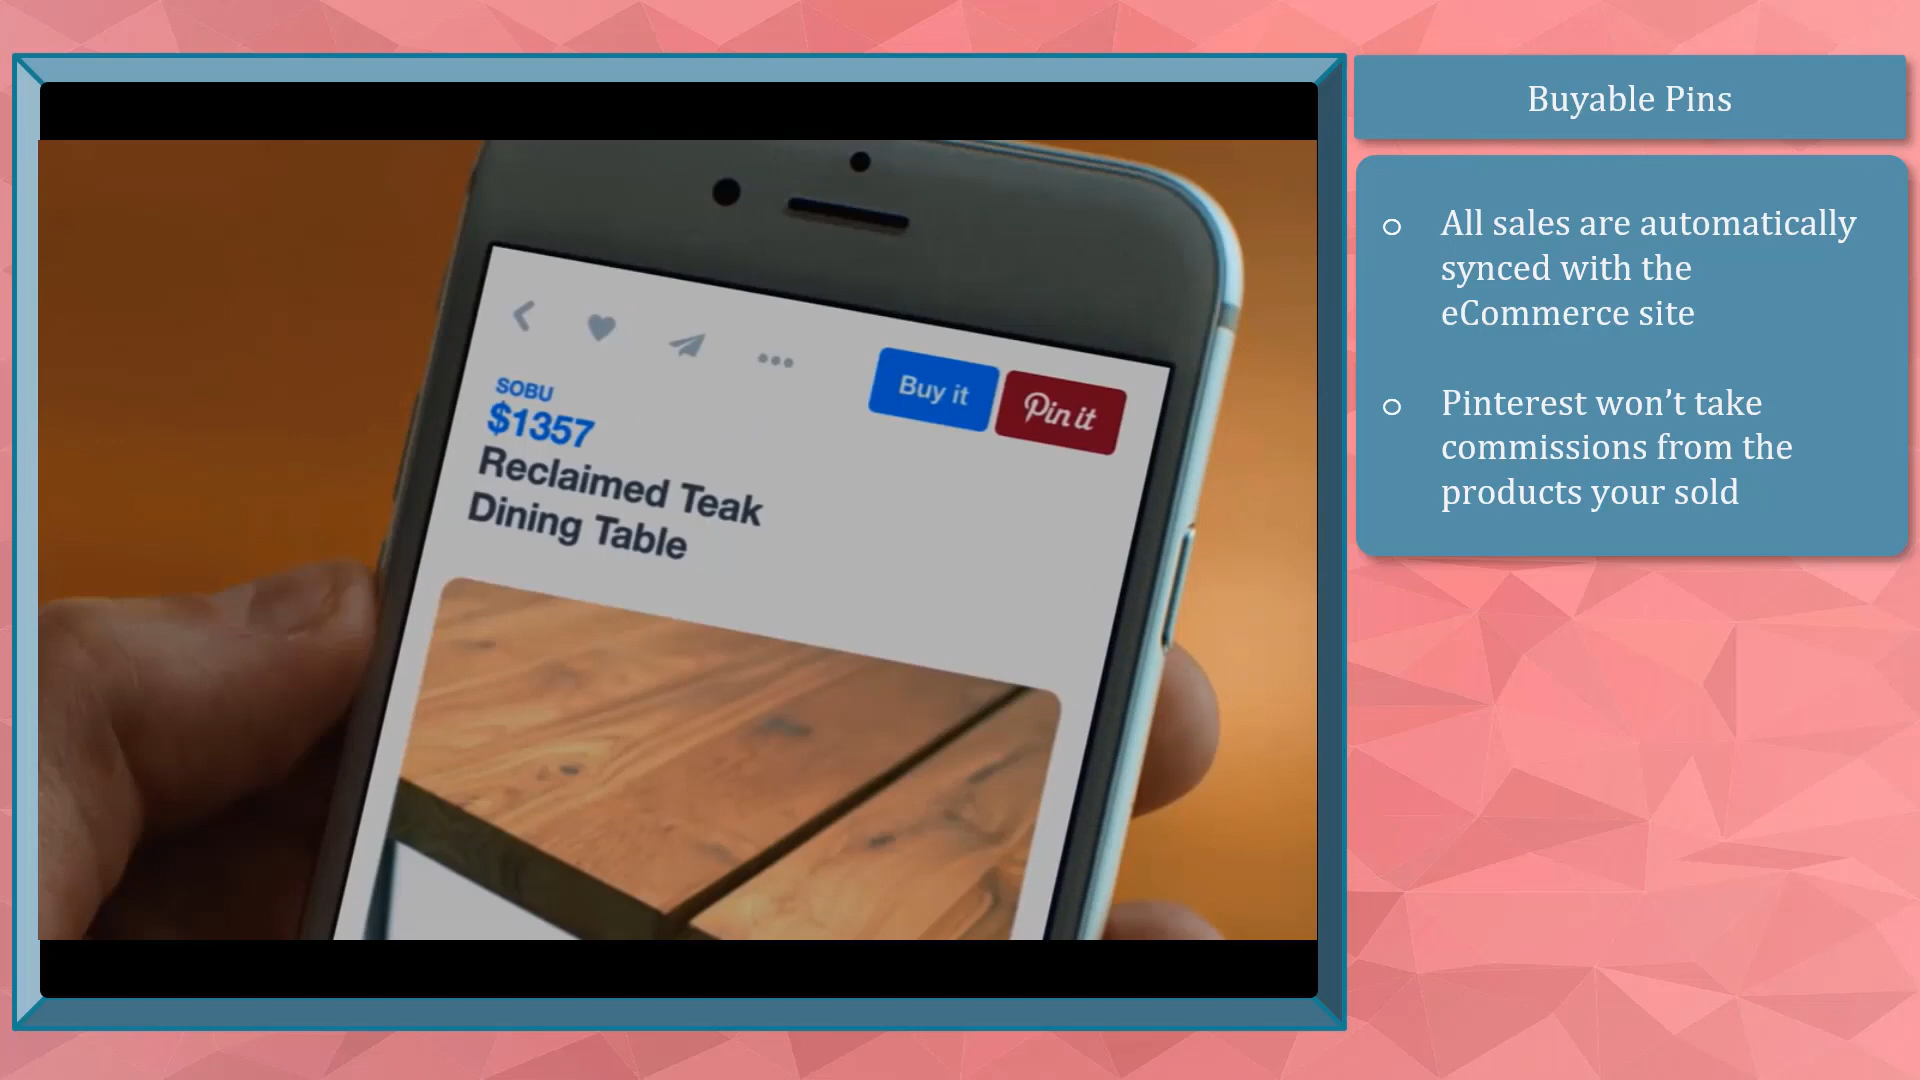 Buyable Pins
All sales are automatically
synced with the
eCommerce site
Pinterest won’t take
commissions from the
products your sold
Buy it
Pin it
SOBU
$1357
Reclaimed Teak
Dining Table